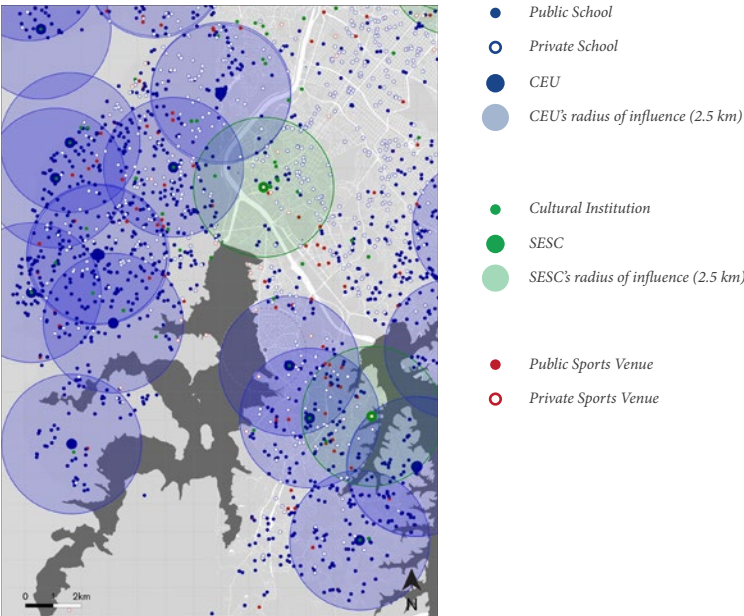 Public School
Private School
CEU
CEU's radius of influence (2.5 km)
Cultural Institution
SESC
SESC's radius of influence (2.5 km)
Public Sports Venue
Private Sports Venue
0 1 2km
N